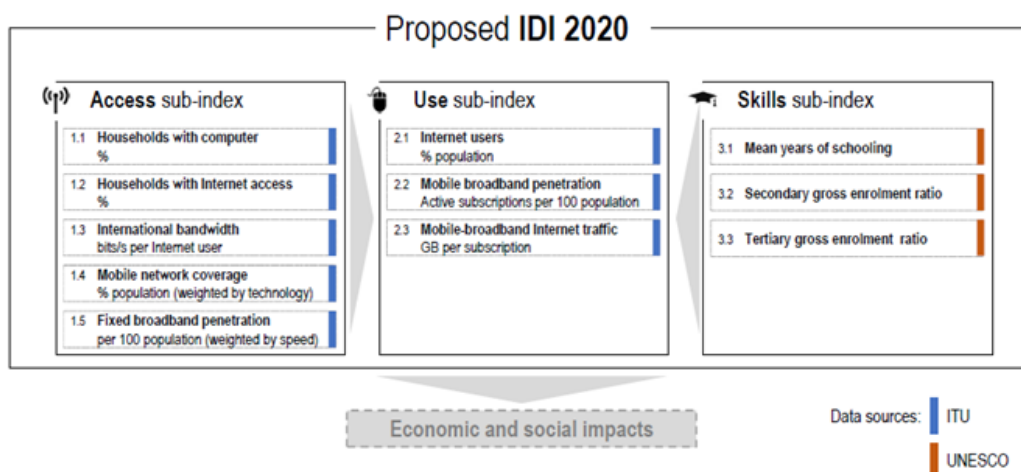 Proposed IDI 2020
Access sub-index
1.1 Households with computer
%
1.2 Households with Internet access
%
1.3 International bandwidth
bits/s per Internet user
1.4 Mobile network coverage
% population (weighted by technology)
1.5 Fixed broadband penetration
per 100 population (weighted by speed)
Use sub-index
2.1 Internet users
% population
2.2 Mobile broadband penetration
Active subscriptions per 100 population
2.3 Mobile-broadband Internet traffic
GB per subscription
Skills sub-index
3.1 Mean years of schooling
3.2 Secondary gross enrolment ratio
3.3 Tertiary gross enrolment ratio
Economic and social impacts
Data sources:
ITU
UNESCO